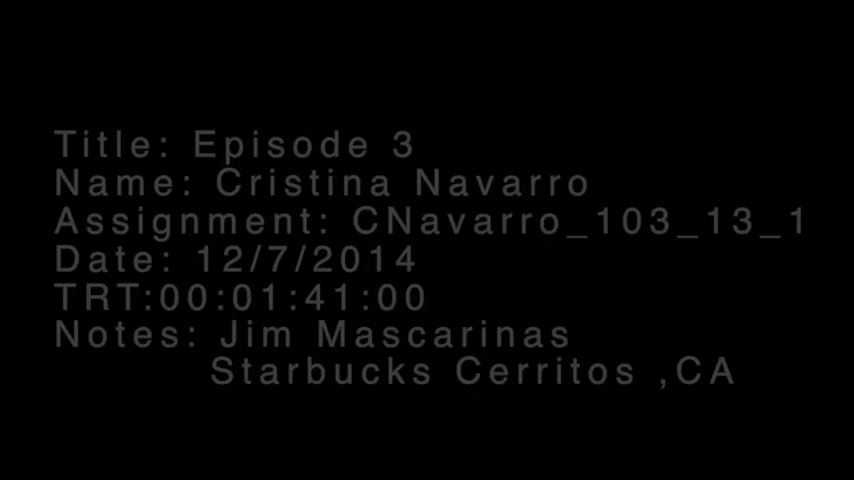 Title: Episode 3
Name: Cristina Navarro
Assignment: CNavarro_103_13_1
Date: 12/7/2014
TRT:00:01:41:00
Notes: Jim Mascarinas
Starbucks Cerritos ,CA